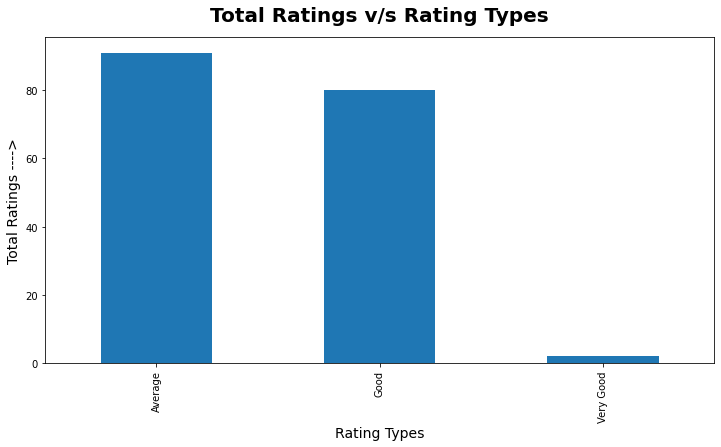 Total Ratings v/s Rating Types
Total Ratings ---->
80
60
40
20
0
Average
Good
Very Good
Rating Types